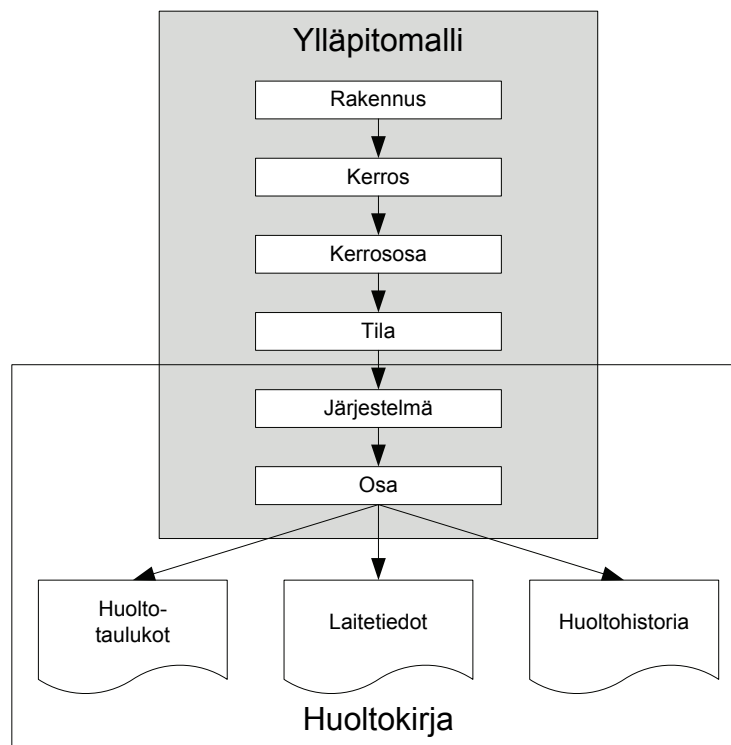 Ylläpitomalli
Rakennus
Kerros
Kerrososa
Tila
Järjestelmä
Osa
Huolto-
taulukot
Laitetiedot
Huoltohistoria
Huoltokirja